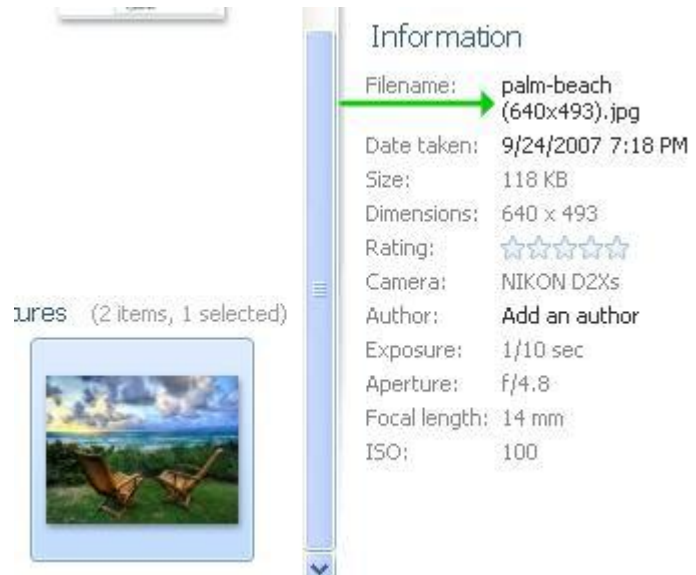 Information
Filename: palm-beach
(640x493).jpg
Date taken: 9/24/2007 7:18 PM
Size: 118 KB
Dimensions: 640 x 493
Rating:
Camera: NIKON D2Xs
tures (2 items, 1 selected)
Author: Add an author
Exposure: 1/10 sec
Aperture: f/4.8
Focal length: 14 mm
ISO: 100